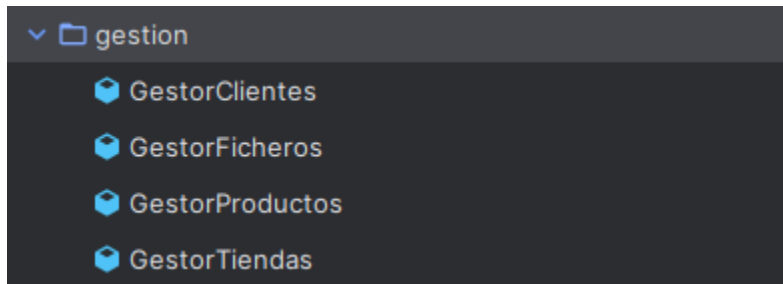 gestion
GestorClientes
GestorFicheros
GestorProductos
GestorTiendas